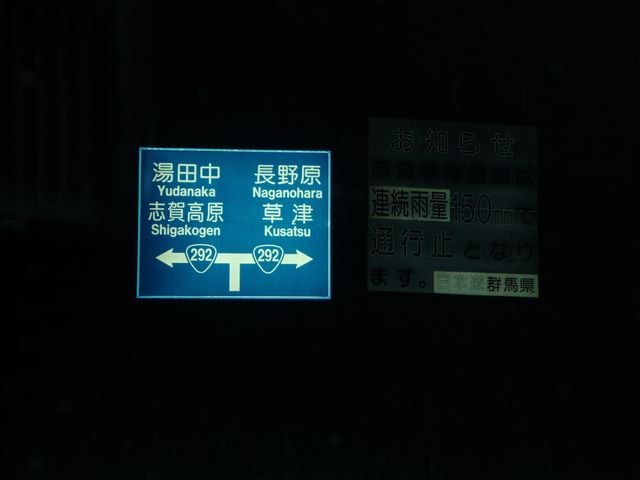 湯田中 長野原
Yudanaka Naganohara
志賀高原 草津
Shigakogen Kusatsu
292 292
お知らせ
志賀草津道路は
連続雨量150mmで
通行止となり
ます。 群馬県